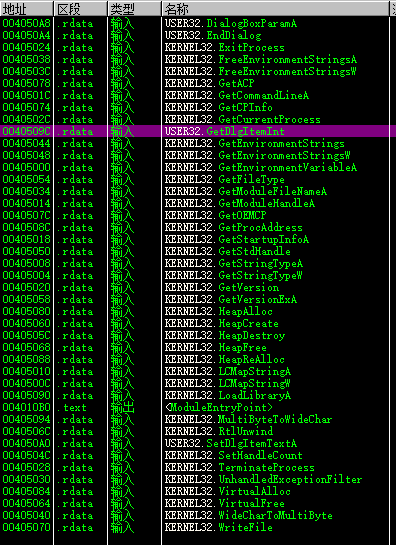 地址 区段 类型 名称
004050A8 .rdata 输入 USER32.DialogBoxParamA
004050A4 .rdata 输入 USER32.EndDialog
00405024 .rdata 输入 KERNEL32.ExitProcess
00405038 .rdata 输入 KERNEL32.FreeEnvironmentStringsA
0040503C .rdata 输入 KERNEL32.FreeEnvironmentStringsW
00405078 .rdata 输入 KERNEL32.GetACP
0040501C .rdata 输入 KERNEL32.GetCommandLineA
00405074 .rdata 输入 KERNEL32.GetCPInfo
0040502C .rdata 输入 KERNEL32.GetCurrentProcess
0040509C .rdata 输入 USER32.GetDlgItemInt
00405044 .rdata 输入 KERNEL32.GetEnvironmentStrings
00405048 .rdata 输入 KERNEL32.GetEnvironmentStringsW
00405000 .rdata 输入 KERNEL32.GetEnvironmentVariableA
00405054 .rdata 输入 KERNEL32.GetFileType
00405034 .rdata 输入 KERNEL32.GetModuleFileNameA
00405014 .rdata 输入 KERNEL32.GetModuleHandleA
0040507C .rdata 输入 KERNEL32.GetOEMCP
0040508C .rdata 输入 KERNEL32.GetProcAddress
00405018 .rdata 输入 KERNEL32.GetStartupInfoA
00405050 .rdata 输入 KERNEL32.GetStdHandle
00405008 .rdata 输入 KERNEL32.GetStringTypeA
00405004 .rdata 输入 KERNEL32.GetStringTypeW
00405020 .rdata 输入 KERNEL32.GetVersion
00405058 .rdata 输入 KERNEL32.GetVersionExA
00405080 .rdata 输入 KERNEL32.HeapAlloc
00405060 .rdata 输入 KERNEL32.HeapCreate
0040505C .rdata 输入 KERNEL32.HeapDestroy
00405068 .rdata 输入 KERNEL32.HeapFree
00405088 .rdata 输入 KERNEL32.HeapReAlloc
00405010 .rdata 输入 KERNEL32.LCMapStringA
0040500C .rdata 输入 KERNEL32.LCMapStringW
00405090 .rdata 输入 KERNEL32.LoadLibraryA
004010B0 .text 输出 <ModuleEntryPoint>
00405094 .rdata 输入 KERNEL32.MultiByteToWideChar
0040506C .rdata 输入 KERNEL32.RtlUnwind
004050A0 .rdata 输入 USER32.SetDlgItemTextA
0040504C .rdata 输入 KERNEL32.SetHandleCount
00405028 .rdata 输入 KERNEL32.TerminateProcess
00405030 .rdata 输入 KERNEL32.UnhandledExceptionFilter
00405084 .rdata 输入 KERNEL32.VirtualAlloc
00405064 .rdata 输入 KERNEL32.VirtualFree
00405040 .rdata 输入 KERNEL32.WideCharToMultiByte
00405070 .rdata 输入 KERNEL32.WriteFile